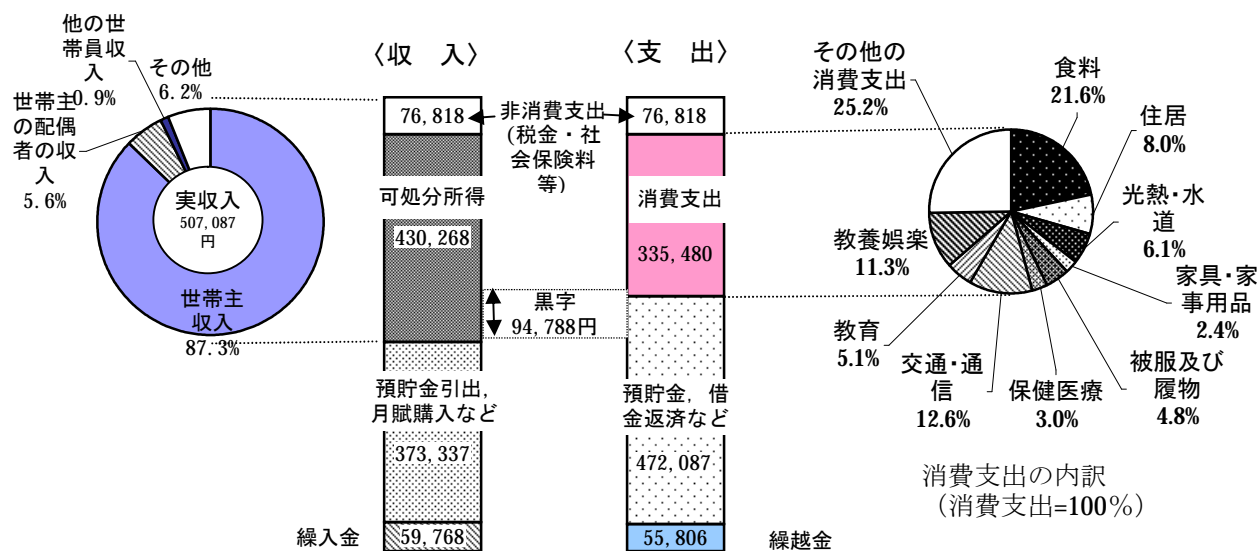 他の世
帯員収
入
0.9%
その他
6.2%
世帯主
の配偶
者の収
入
5.6%
実収入
507,087
円
世帯主
収入
87.3%
〈収 入〉
76,818
可処分所得
430,268
預貯金引出,
月賦購入など
373,337
繰入金
59,768
非消費支出
(税金・社
会保険料
等)
黒字
94,788円
〈支 出〉
76,818
消費支出
335,480
預貯金, 借
金返済など
472,087
55,806
繰越金
その他の
消費支出
25.2%
食料
21.6%
住居
8.0%
光熱・水
道
6.1%
家具・家
事用品
2.4%
被服及び
履物
4.8%
保健医療
3.0%
交通・通
信
12.6%
教育
5.1%
教養娯楽
11.3%
消費支出の内訳
(消費支出=100%)